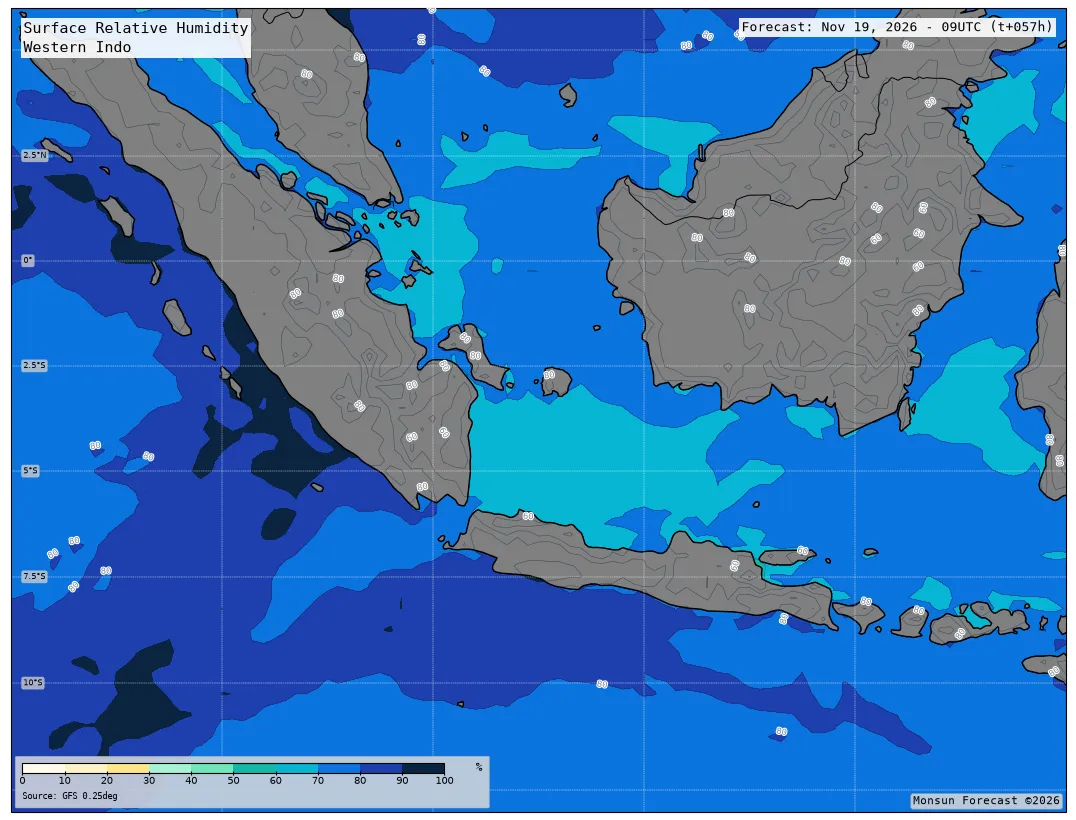 Surface Relative Humidity
Western Indo
Forecast: Nov 19, 2026 - 09UTC (t+057h)
2.5°N
0°
2.5°S
5°S
7.5°S
10°S
0 10 20 30 40 50 60 70 80 90 100
%
Source: GFS 0.25deg
Monsun Forecast ©2026